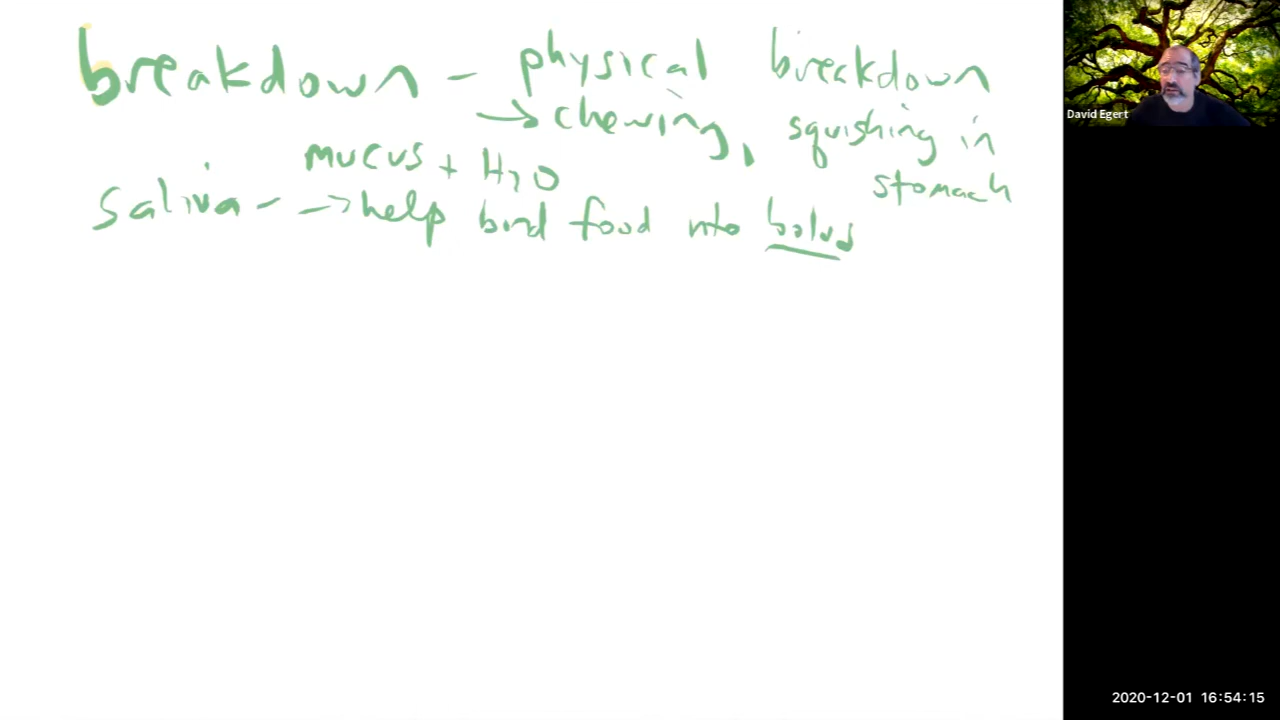 breakdown - physical breakdown
→ chewing, squishing in
stomach
mucus + H2O
saliva - → help bind food into bolus
David Egert
2020-12-01 16:54:15